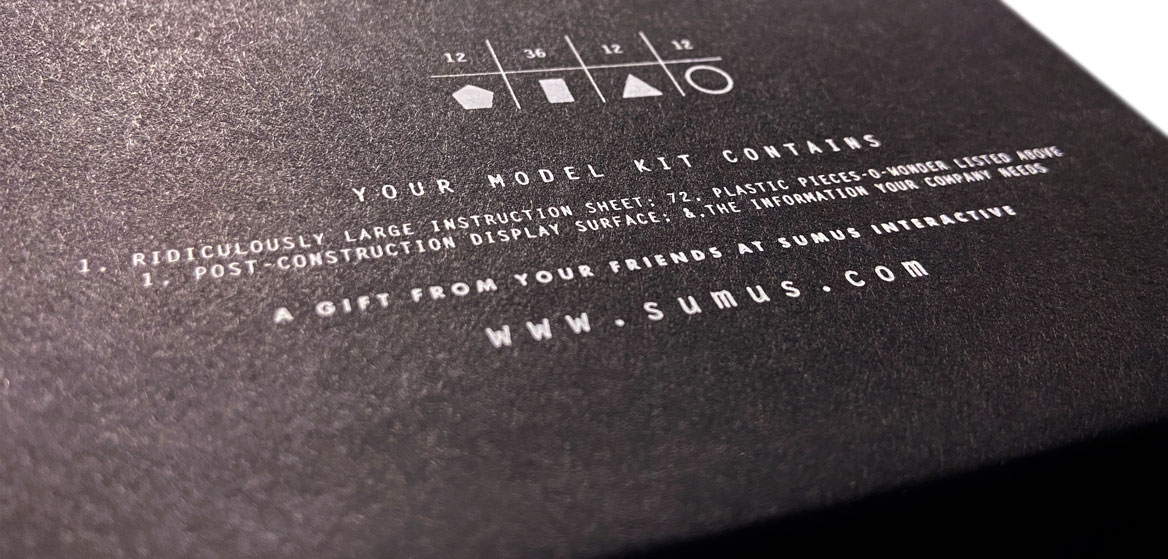 12 36 12 12
YOUR MODEL KIT CONTAINS
1, RIDICULOUSLY LARGE INSTRUCTION SHEET; 72, PLASTIC PIECES-O-WONDER LISTED ABOVE
1, POST-CONSTRUCTION DISPLAY SURFACE; &,THE INFORMATION YOUR COMPANY NEEDS
A GIFT FROM YOUR FRIENDS AT SUMUS INTERACTIVE
www.sumus.com